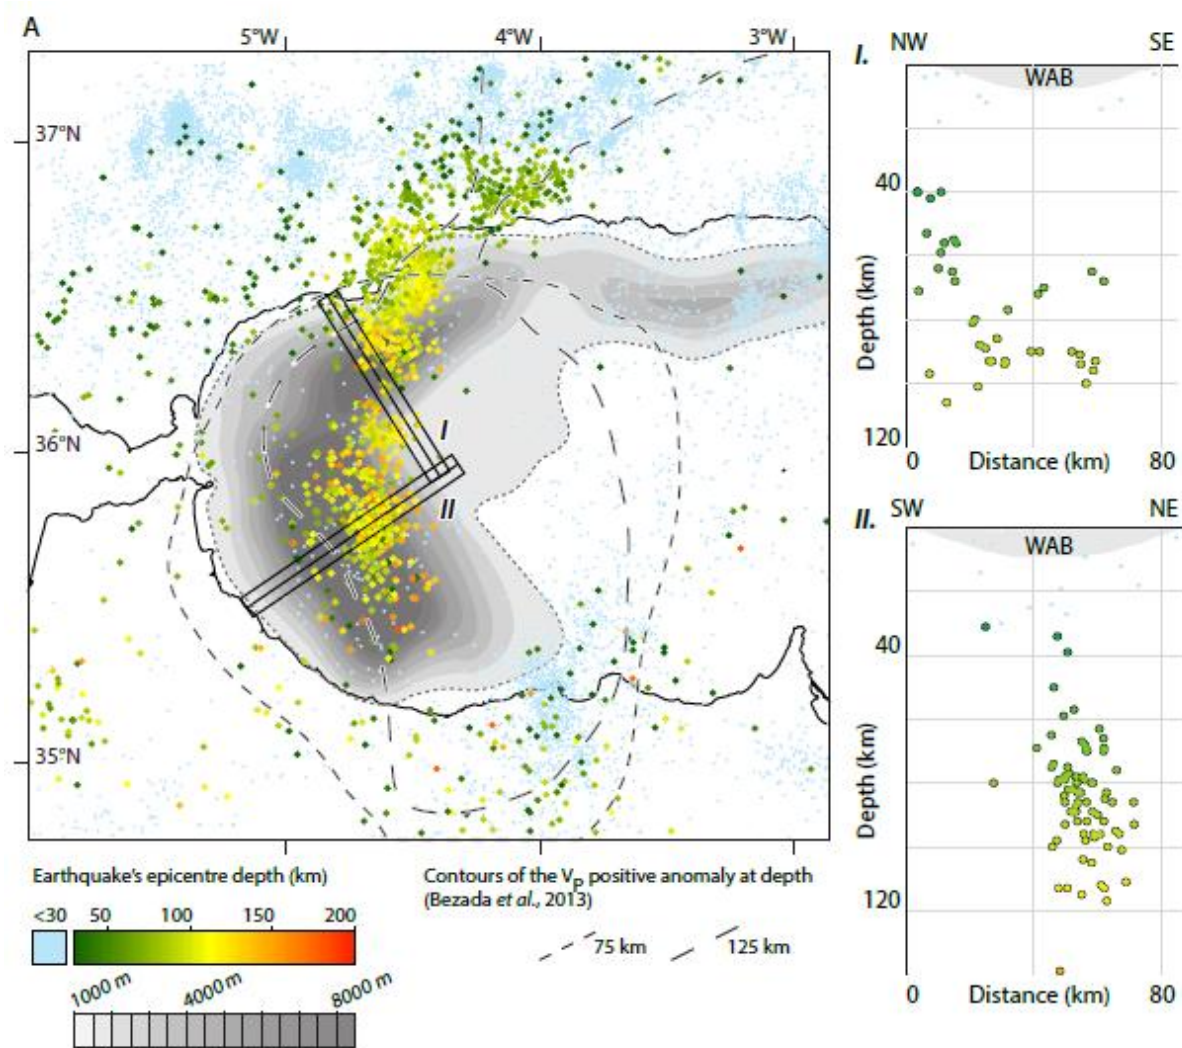 A
5°W 4°W 3°W
37°N
36°N
35°N
I
II
I.
NW SE
WAB
40
Depth (km)
120
0 Distance (km) 80
II.
SW NE
WAB
40
Depth (km)
120
0 Distance (km) 80
Earthquake's epicentre depth (km)
<30 50 100 150 200
1000 m 4000 m 8000 m
Contours of the VP positive anomaly at depth
(Bezada et al., 2013)
75 km 125 km